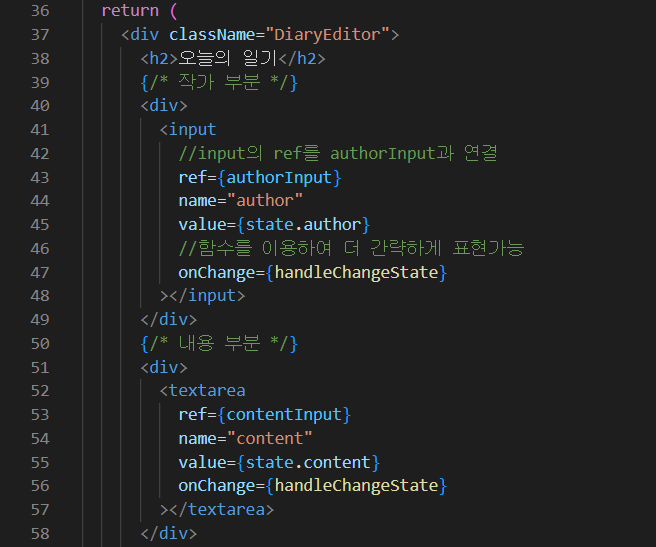 36 return (
37 <div className="DiaryEditor">
38 <h2>오늘의 일기</h2>
39 {/* 작가 부분 */}
40 <div>
41 <input
42 //input의 ref를 authorInput과 연결
43 ref={authorInput}
44 name="author"
45 value={state.author}
46 //함수를 이용하여 더 간략하게 표현가능
47 onChange={handleChangeState}
48 ></input>
49 </div>
50 {/* 내용 부분 */}
51 <div>
52 <textarea
53 ref={contentInput}
54 name="content"
55 value={state.content}
56 onChange={handleChangeState}
57 ></textarea>
58 </div>